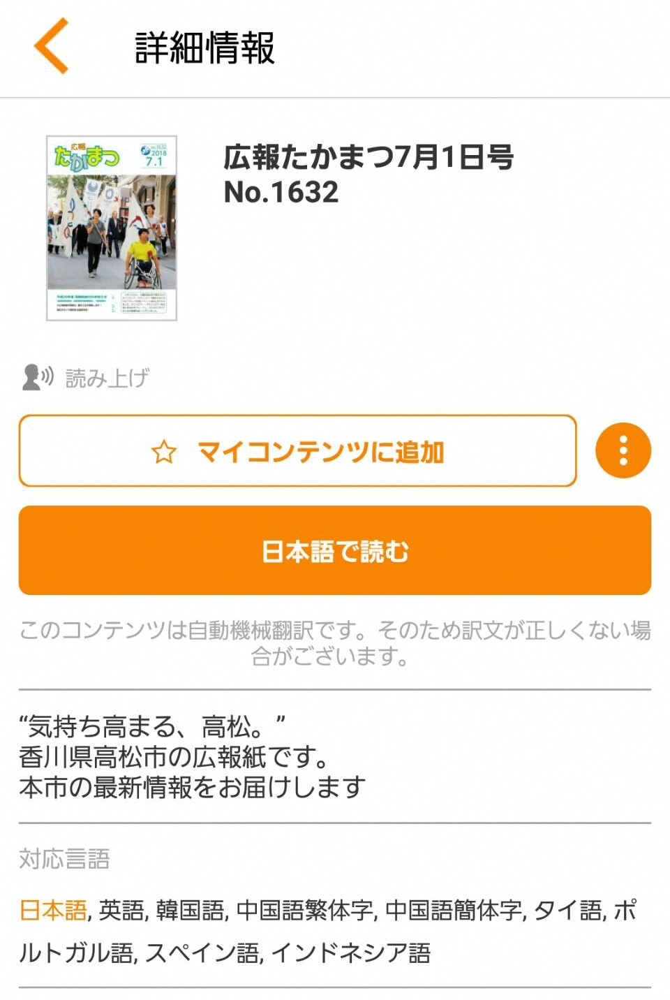 詳細情報
広報
たかまつ
No.1632
2018
7.1
広報たかまつ7月1日号
No.1632
読み上げ
マイコンテンツに追加
日本語で読む
このコンテンツは自動機械翻訳です。そのため訳文が正しくない場
合がございます。
“気持ち高まる、高松。”
香川県高松市の広報紙です。
本市の最新情報をお届けします
対応言語
日本語, 英語, 韓国語, 中国語繁体字, 中国語簡体字, タイ語, ポ
ルトガル語, スペイン語, インドネシア語